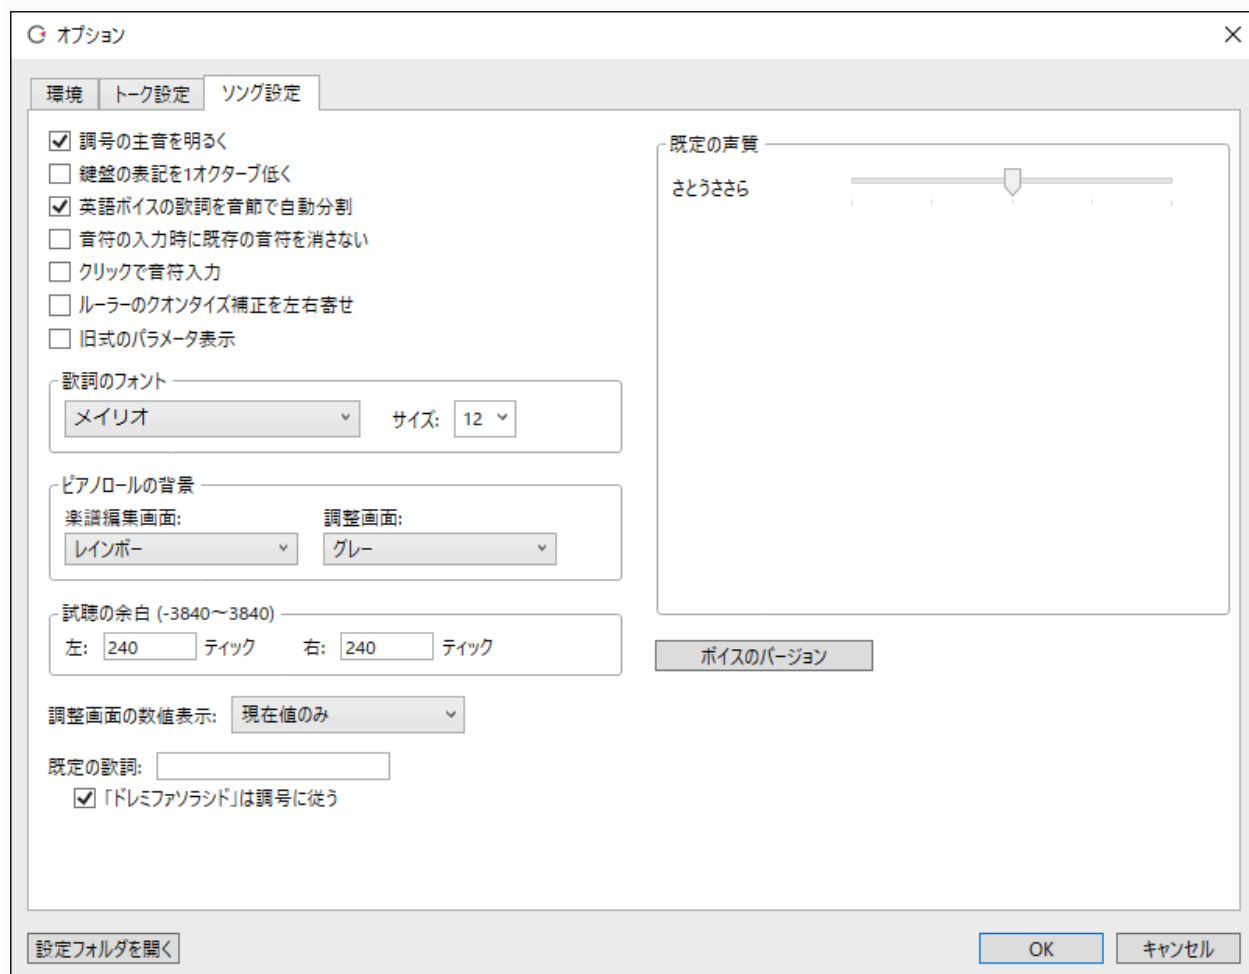 オプション
環境
トーク設定
ソング設定
調号の主音を明るく
鍵盤の表記を1オクターブ低く
英語ボイスの歌詞を音節で自動分割
音符の入力時に既存の音符を消さない
クリックで音符入力
ルーラーのクオンタイズ補正を左右寄せ
旧式のパラメータ表示
歌詞のフォント
メイリオ
サイズ: 12
ピアノロールの背景
楽譜編集画面: 調整画面:
レインボー グレー
試聴の余白 (-3840～3840)
左: 240 ティック 右: 240 ティック
調整画面の数値表示: 現在値のみ
既定の歌詞:
「ドレミファソラシド」は調号に従う
既定の声質
さとうささら
ボイスのバージョン
設定フォルダを開く
OK
キャンセル